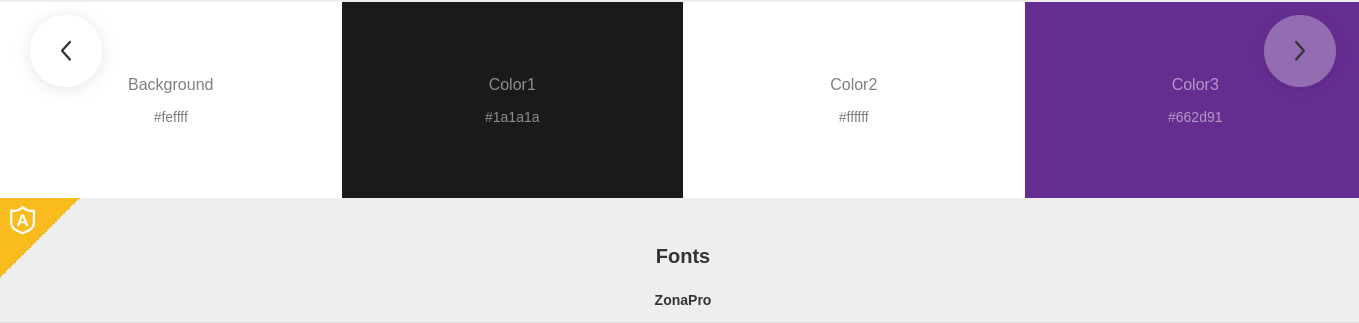 Background Color1 Color2 Color3
#feffff #1a1a1a #ffffff #662d91
A
Fonts
ZonaPro